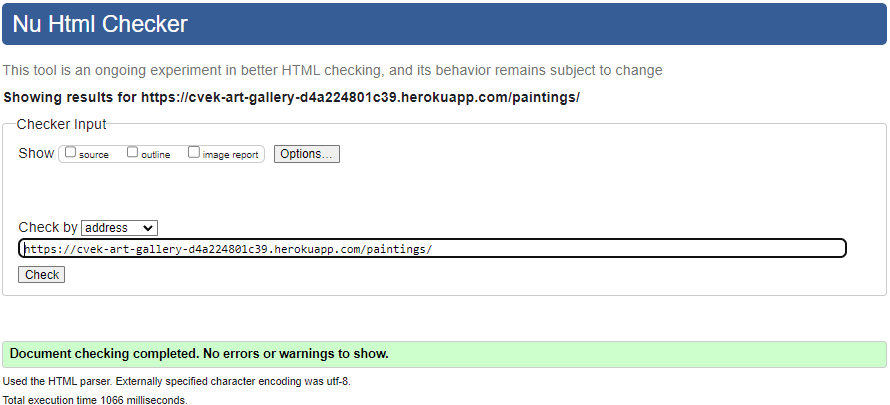 Nu Html Checker
This tool is an ongoing experiment in better HTML checking, and its behavior remains subject to change
Showing results for https://cvek-art-gallery-d4a224801c39.herokuapp.com/paintings/
Checker Input
Show source outline image report Options...
Check by address
https://cvek-art-gallery-d4a224801c39.herokuapp.com/paintings/
Check
Document checking completed. No errors or warnings to show.
Used the HTML parser. Externally specified character encoding was utf-8.
Total execution time 1066 milliseconds.